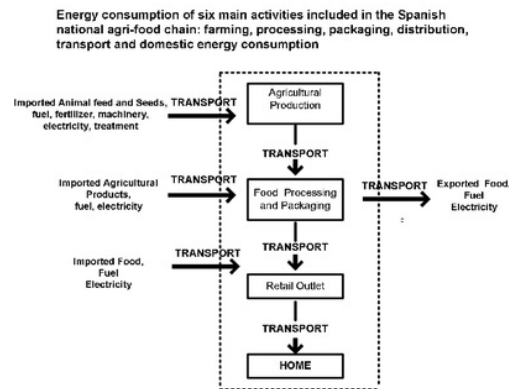 Energy consumption of six main activities included in the Spanish
national agri-food chain: farming, processing, packaging, distribution,
transport and domestic energy consumption
Agricultural
Production
Imported Animal feed and Seeds,
fuel, fertilizer, machinery,
electricity, treatment
TRANSPORT
TRANSPORT
Imported Agricultural
Products,
fuel, electricity
TRANSPORT
Food Processing
and Packaging
TRANSPORT
Exported Food,
Fuel
Electricity
TRANSPORT
Imported Food,
Fuel
Electricity
TRANSPORT
Retail Outlet
TRANSPORT
HOME